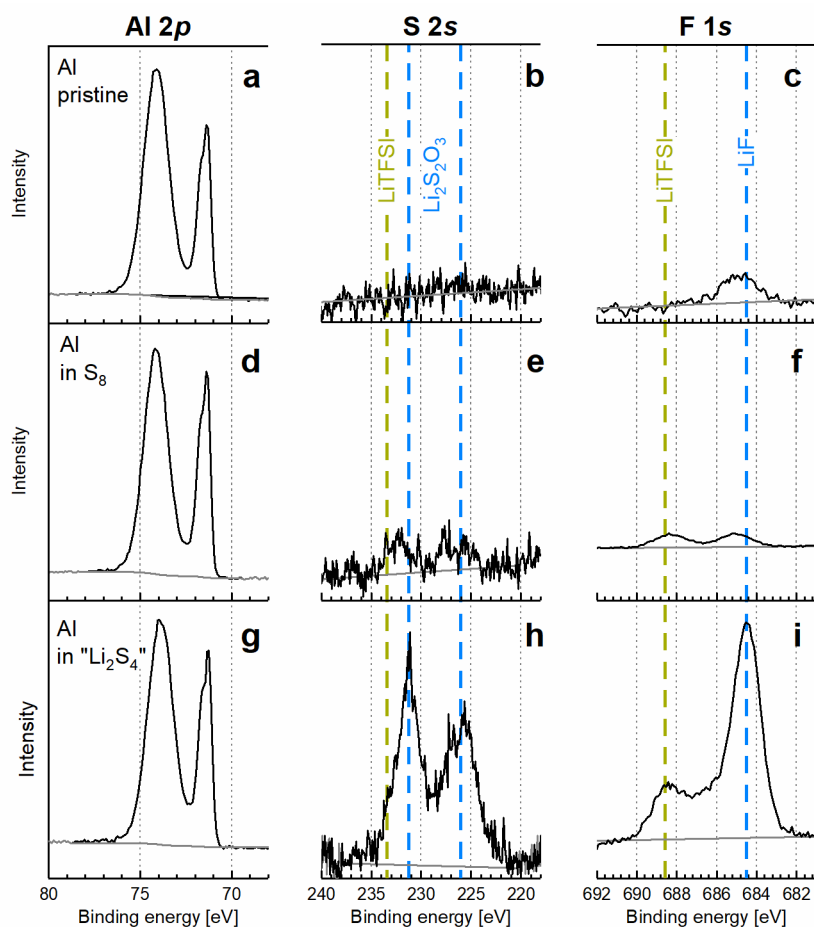 Al 2p S 2s F 1s
Al
pristine
a b c
Intensity
LiTFSI
Li₂S₂O₃
LiTFSI
LiF
Al
in S₈
d e f
Intensity
Al
in "Li₂S₄"
g h i
Intensity
80 75 70 240 235 230 225 220 692 690 688 686 684 682
Binding energy [eV] Binding energy [eV] Binding energy [eV]